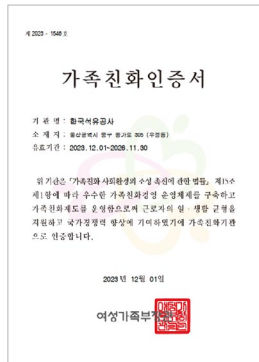 제 2023 - 1546 호
가족친화인증서
기 관 명 : 한국석유공사
소 재 지 : 울산광역시 중구 종가로 305 (우정동)
유효기간 : 2023.12.01~2026.11.30
위 기관은 「가족친화 사회환경의 조성 촉진에 관한 법률」 제15조
제1항에 따라 우수한 가족친화경영 운영체제를 구축하고
가족친화제도를 운영함으로써 근로자의 일·생활 균형을
지원하고 국가경쟁력 향상에 기여하였기에 가족친화기관
으로 인증합니다.
2023 년 12월 01일
여성가족부장관